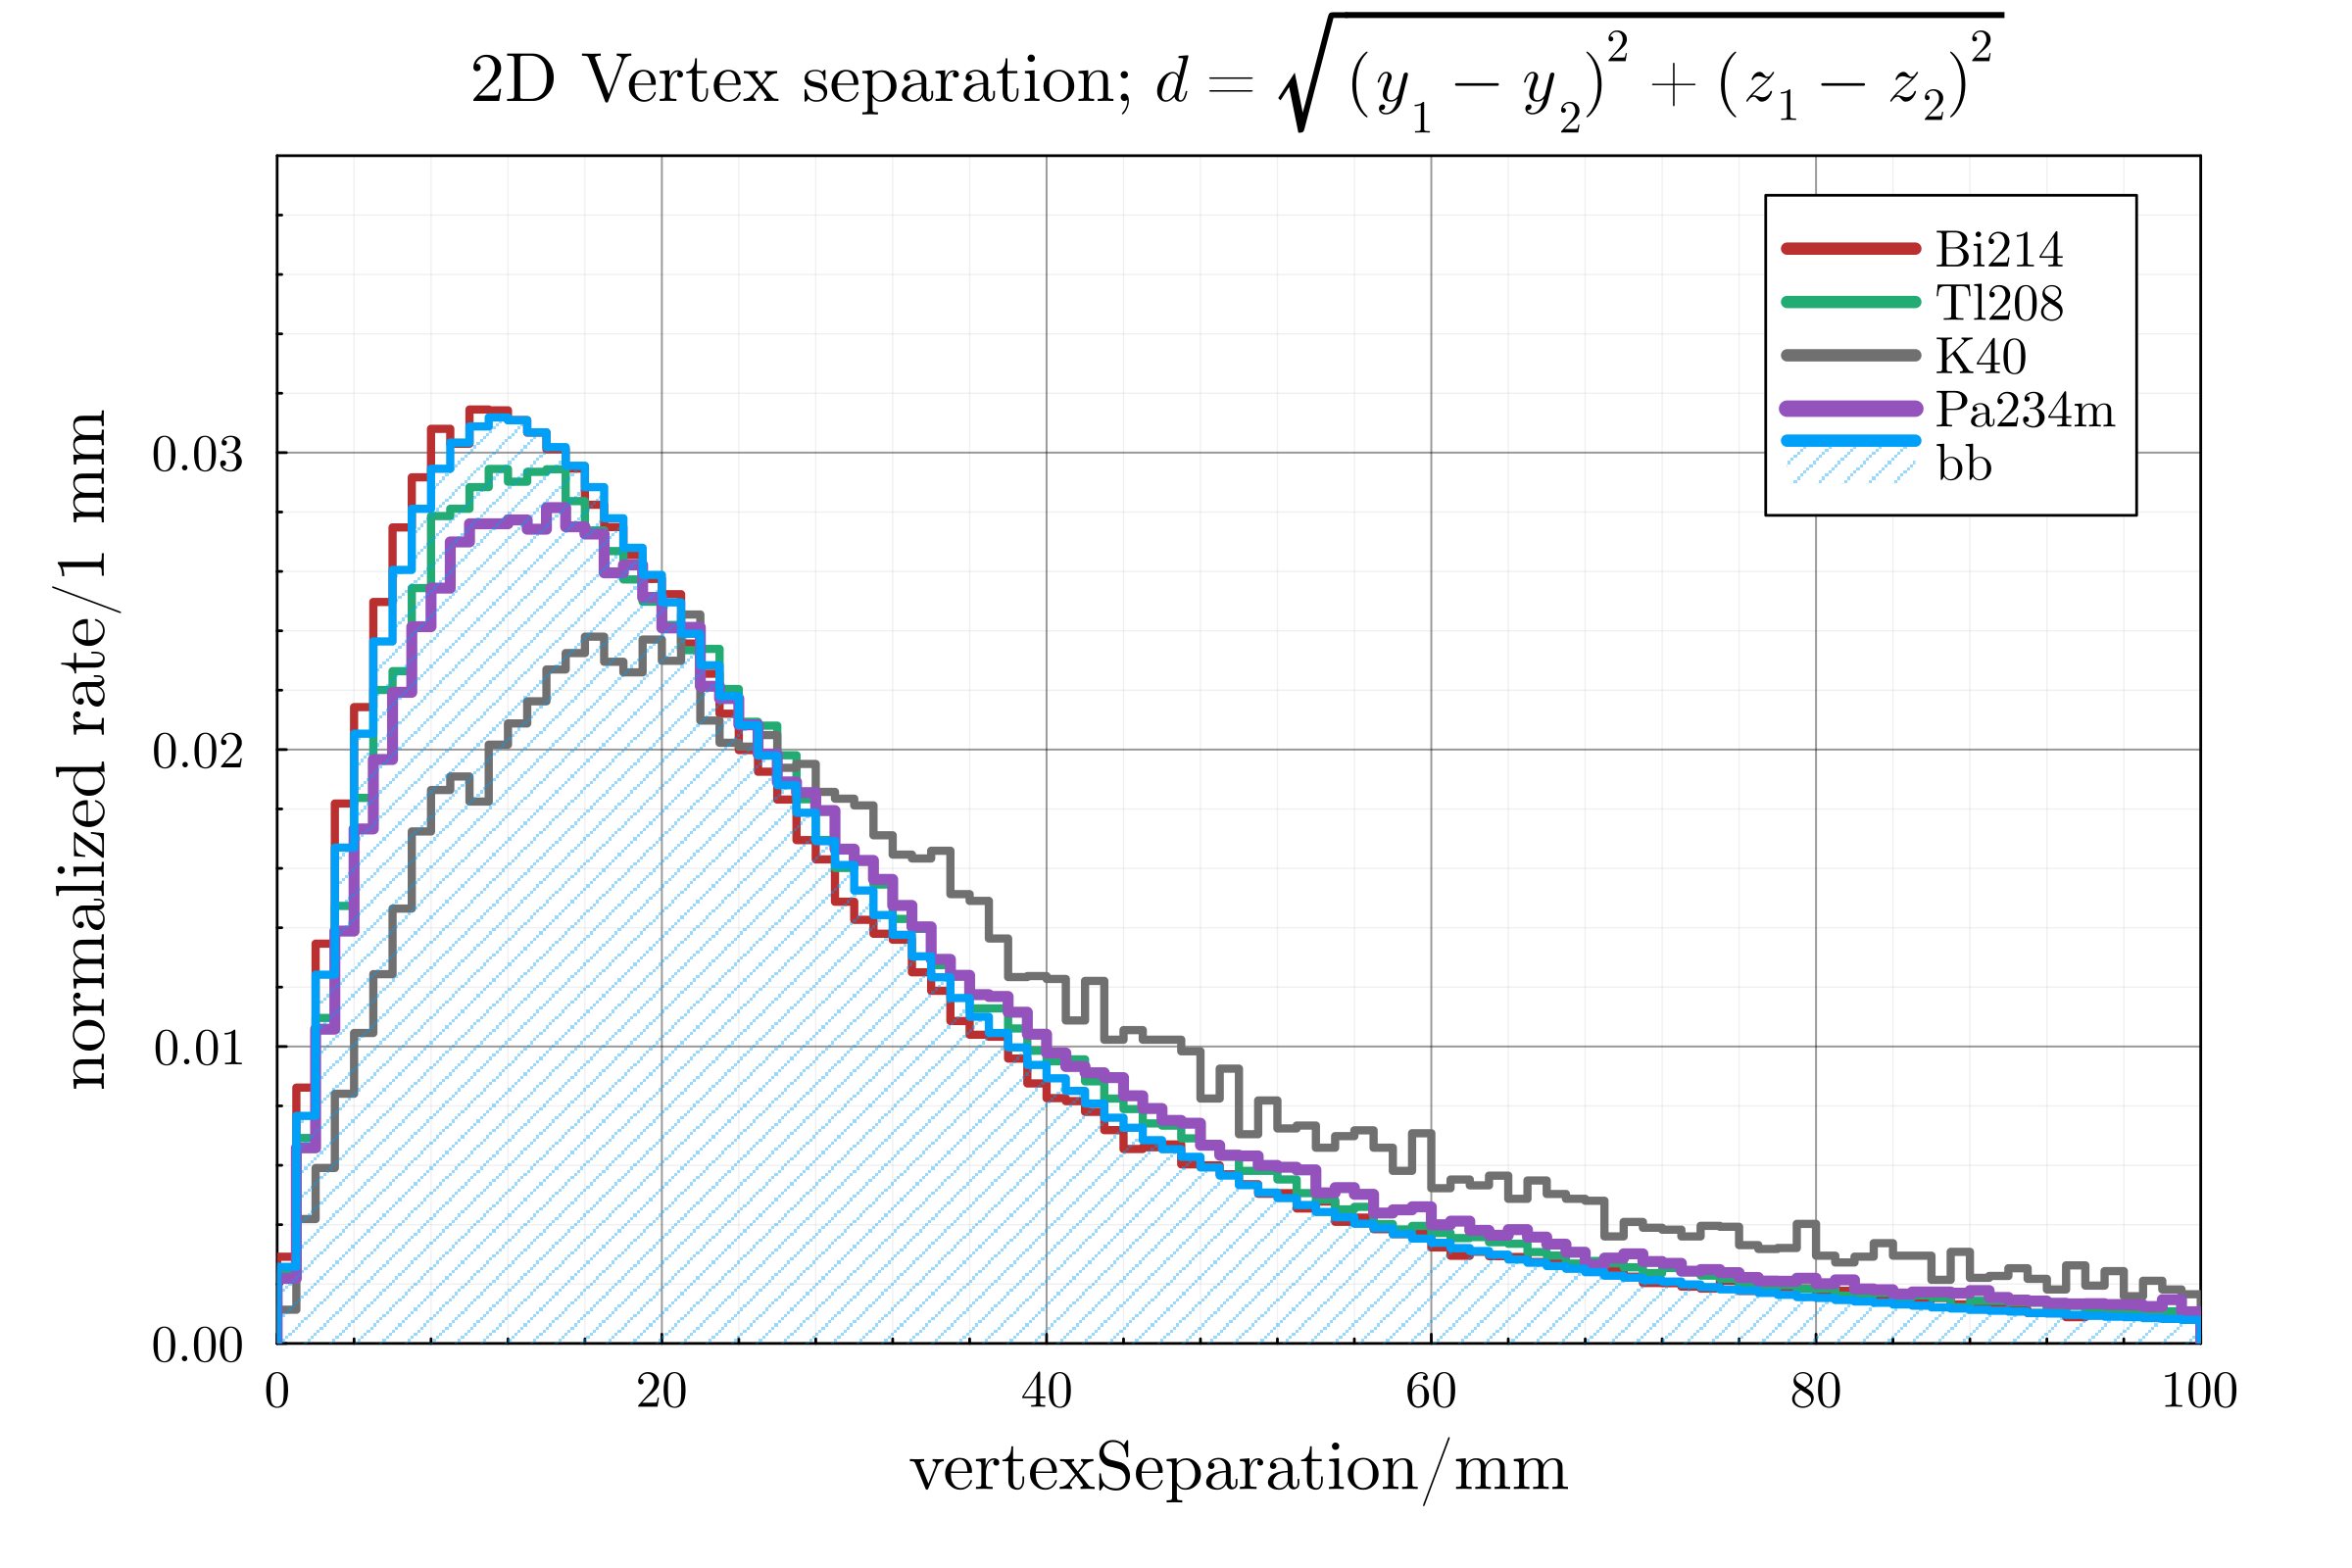 2D Vertex separation; d = √(y₁ − y₂)² + (z₁ − z₂)²
normalized rate/1 mm
0.03
0.02
0.01
0.00
0 20 40 60 80 100
vertexSeparation/mm
Bi214
Tl208
K40
Pa234m
bb